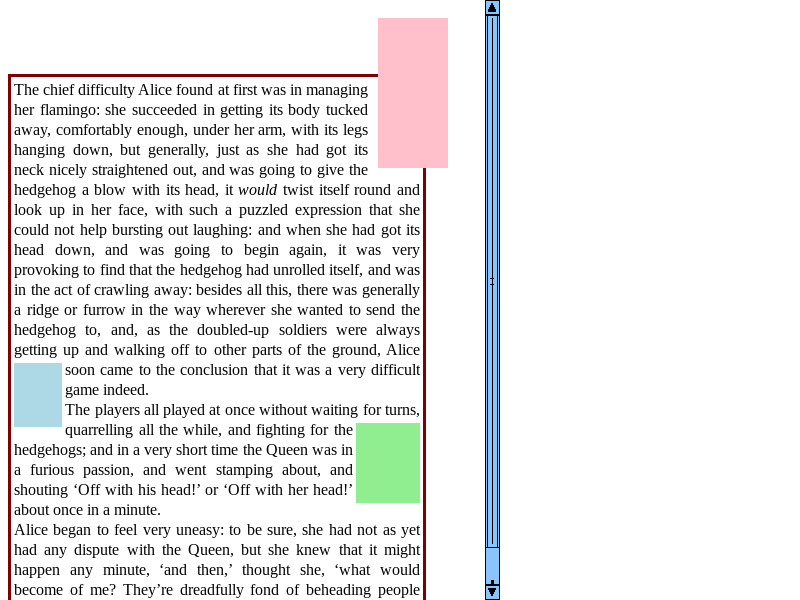 The chief difficulty Alice found at first was in managing
her flamingo: she succeeded in getting its body tucked
away, comfortably enough, under her arm, with its legs
hanging down, but generally, just as she had got its
neck nicely straightened out, and was going to give the
hedgehog a blow with its head, it would twist itself round and
look up in her face, with such a puzzled expression that she
could not help bursting out laughing: and when she had got its
head down, and was going to begin again, it was very
provoking to find that the hedgehog had unrolled itself, and was
in the act of crawling away: besides all this, there was generally
a ridge or furrow in the way wherever she wanted to send the
hedgehog to, and, as the doubled-up soldiers were always
getting up and walking off to other parts of the ground, Alice
soon came to the conclusion that it was a very difficult
game indeed.
The players all played at once without waiting for turns,
quarrelling all the while, and fighting for the
hedgehogs; and in a very short time the Queen was in
a furious passion, and went stamping about, and
shouting ‘Off with his head!’ or ‘Off with her head!’
about once in a minute.
Alice began to feel very uneasy: to be sure, she had not as yet
had any dispute with the Queen, but she knew that it might
happen any minute, ‘and then,’ thought she, ‘what would
become of me? They’re dreadfully fond of beheading people